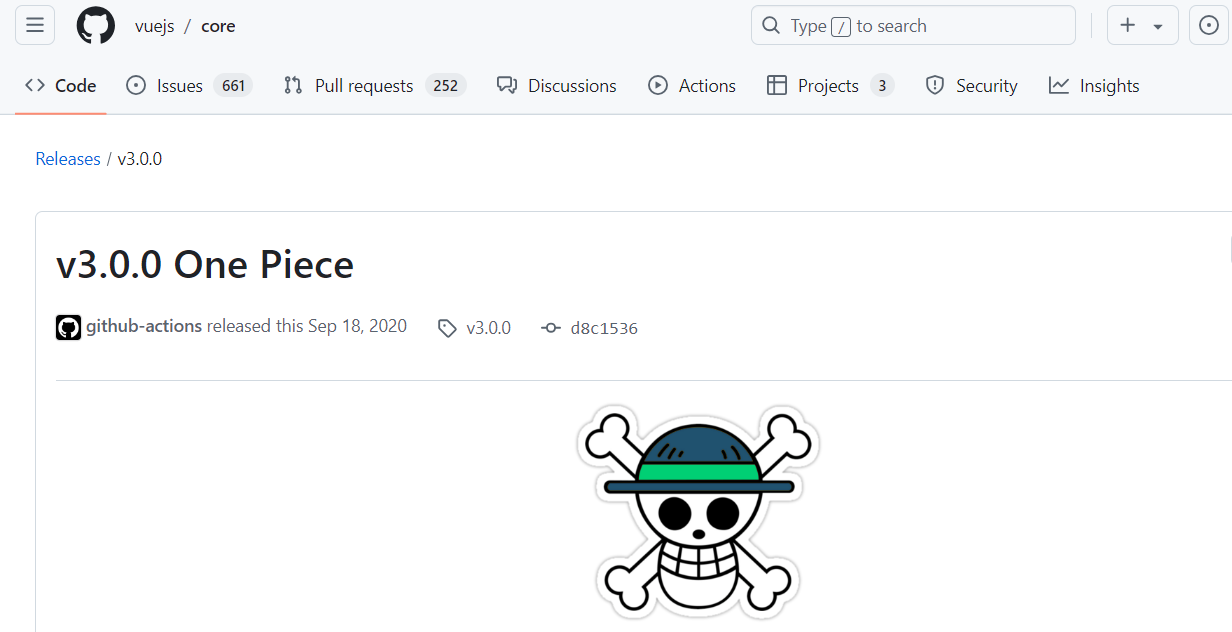 vuejs / core
Type / to search
Code Issues 661 Pull requests 252 Discussions Actions Projects 3 Security Insights
Releases / v3.0.0
v3.0.0 One Piece
github-actions released this Sep 18, 2020 v3.0.0 d8c1536